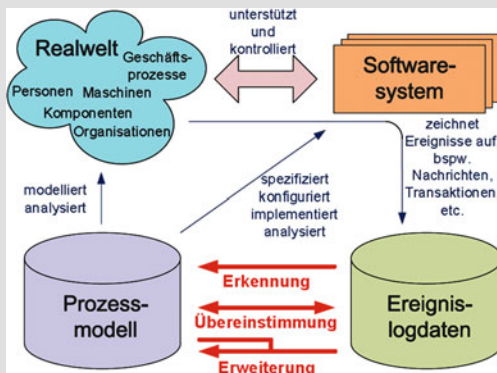 unterstützt
und
kontrolliert
Realwelt
Geschäfts-
prozesse
Personen Maschinen
Komponenten
Organisationen
Software-
system
zeichnet
Ereignisse auf
bspw.
Nachrichten,
Transaktionen
etc.
modelliert
analysiert
spezifiziert
konfiguriert
implementiert
analysiert
Prozess-
modell
Erkennung
Übereinstimmung
Erweiterung
Ereignis-
logdaten